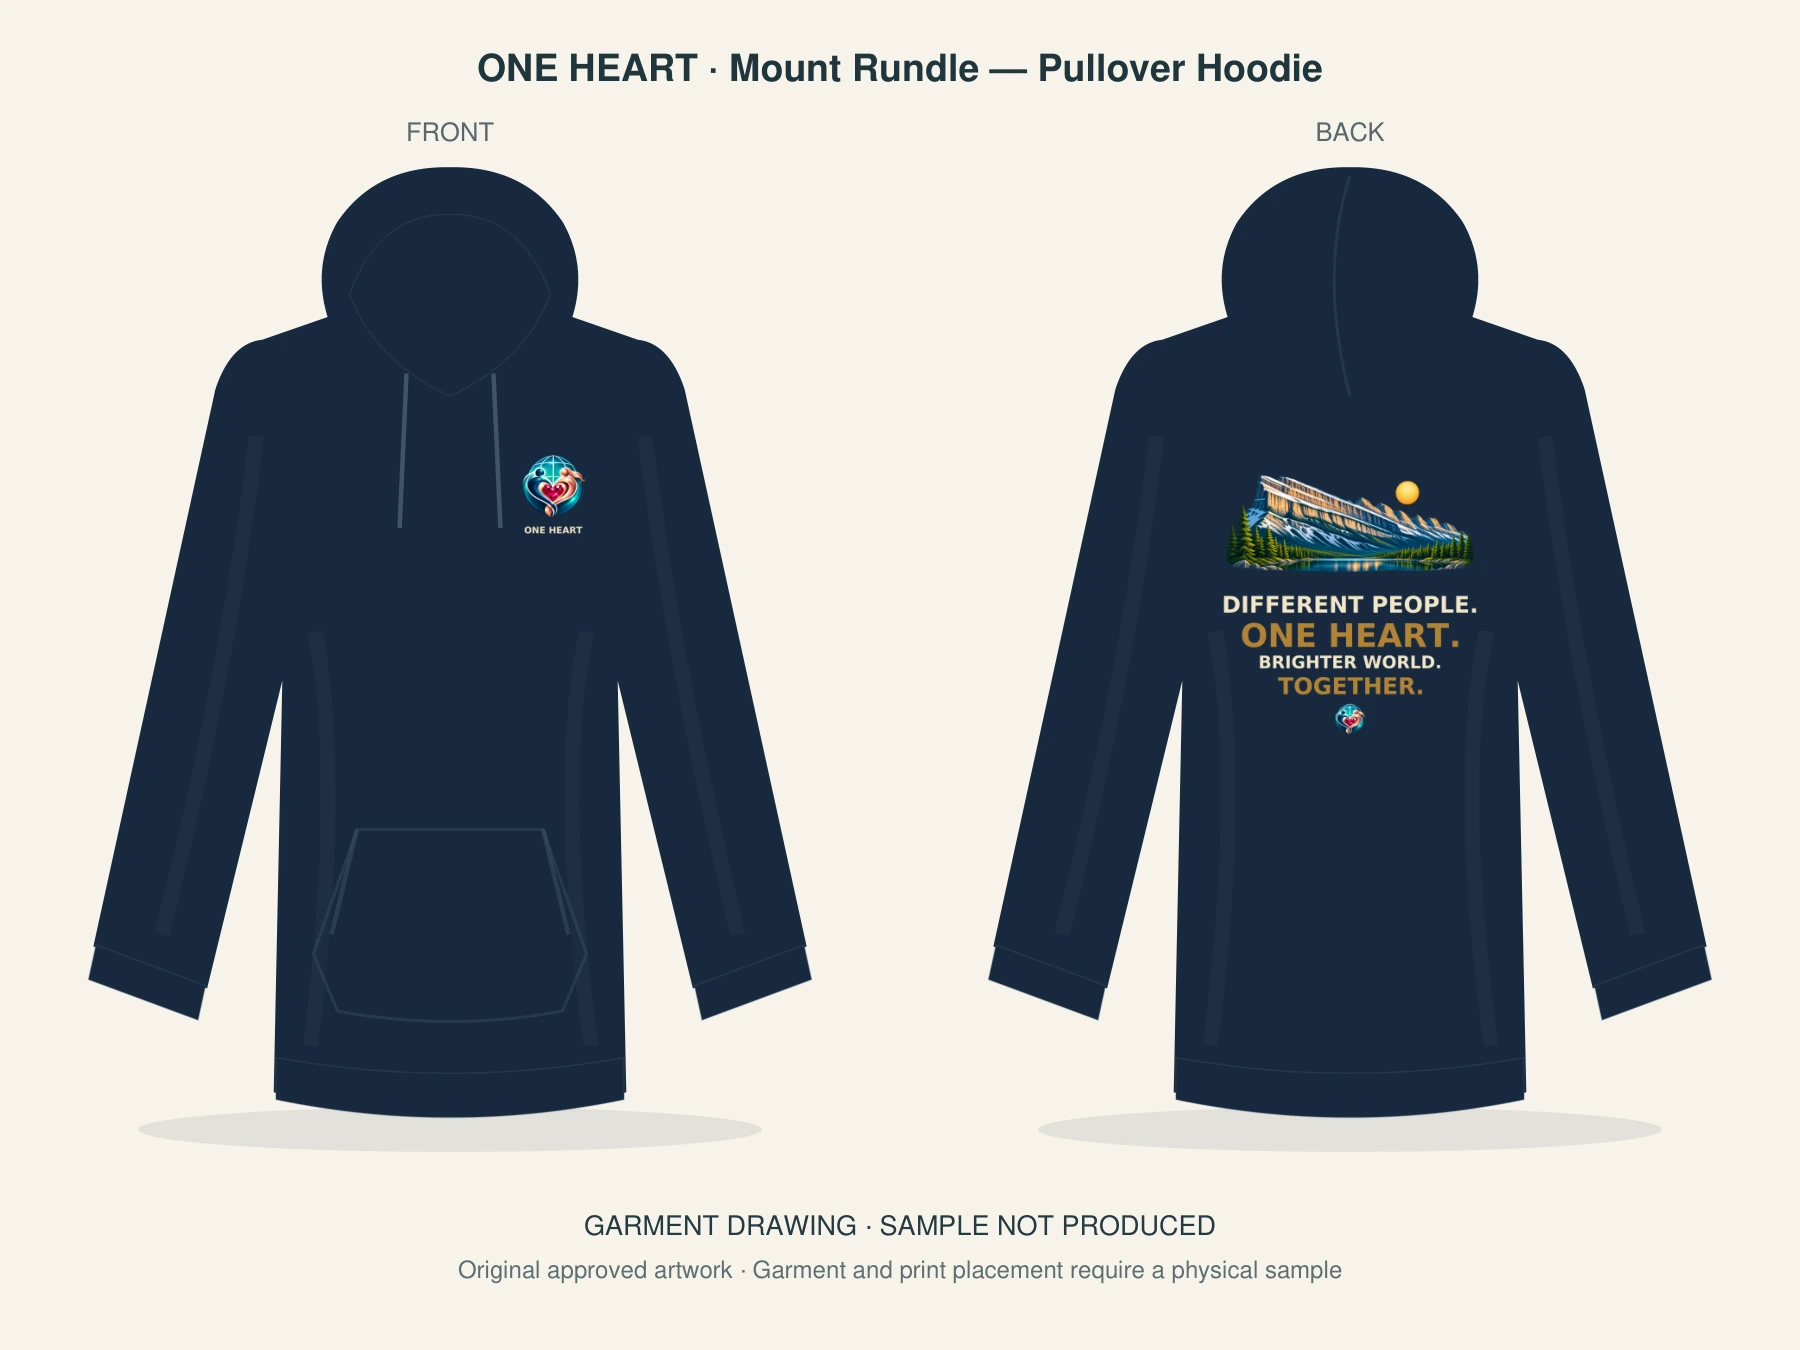 ONE HEART · Mount Rundle — Pullover Hoodie
FRONT
BACK
ONE HEART
DIFFERENT PEOPLE.
ONE HEART.
BRIGHTER WORLD.
TOGETHER.
GARMENT DRAWING · SAMPLE NOT PRODUCED
Original approved artwork · Garment and print placement require a physical sample